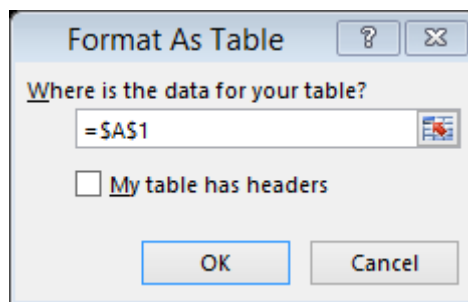 Format As Table
Where is the data for your table?
=$A$1
My table has headers
OK Cancel